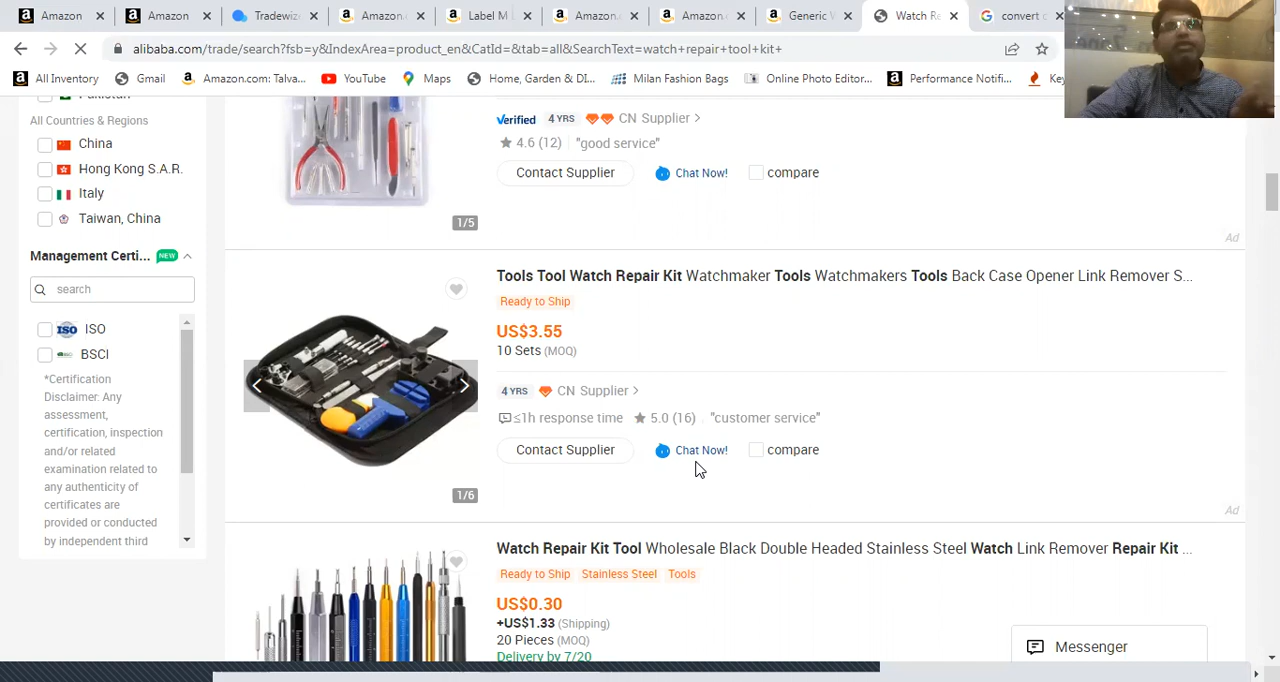 Amazon
Amazon
Tradewiz
Amazon.
Label M
Amazon.
Amazon.
Generic
Watch Re
convert c
alibaba.com/trade/search?fsb=y&IndexArea=product_en&CatId=&tab=all&SearchText=watch+repair+tool+kit+
All Inventory
Gmail
Amazon.com: Talva...
YouTube
Maps
Home, Garden & DI...
Milan Fashion Bags
Online Photo Editor...
Performance Notifi...
Pakistan
All Countries & Regions
China
Hong Kong S.A.R.
Italy
Taiwan, China
Management Certi... NEW
search
ISO
BSCI
*Certification
Disclaimer: Any
assessment,
certification, inspection
and/or related
examination related to
any authenticity of
certificates are
provided or conducted
by independent third
Verified 4 YRS CN Supplier >
4.6 (12) "good service"
Contact Supplier Chat Now! compare
1/5
Ad
Tools Tool Watch Repair Kit Watchmaker Tools Watchmakers Tools Back Case Opener Link Remover S...
Ready to Ship
US$3.55
10 Sets (MOQ)
4 YRS CN Supplier >
≤1h response time 5.0 (16) "customer service"
Contact Supplier Chat Now! compare
1/6
Ad
Watch Repair Kit Tool Wholesale Black Double Headed Stainless Steel Watch Link Remover Repair Kit ...
Ready to Ship Stainless Steel Tools
US$0.30
+US$1.33 (Shipping)
20 Pieces (MOQ)
Delivery by 7/20
Messenger